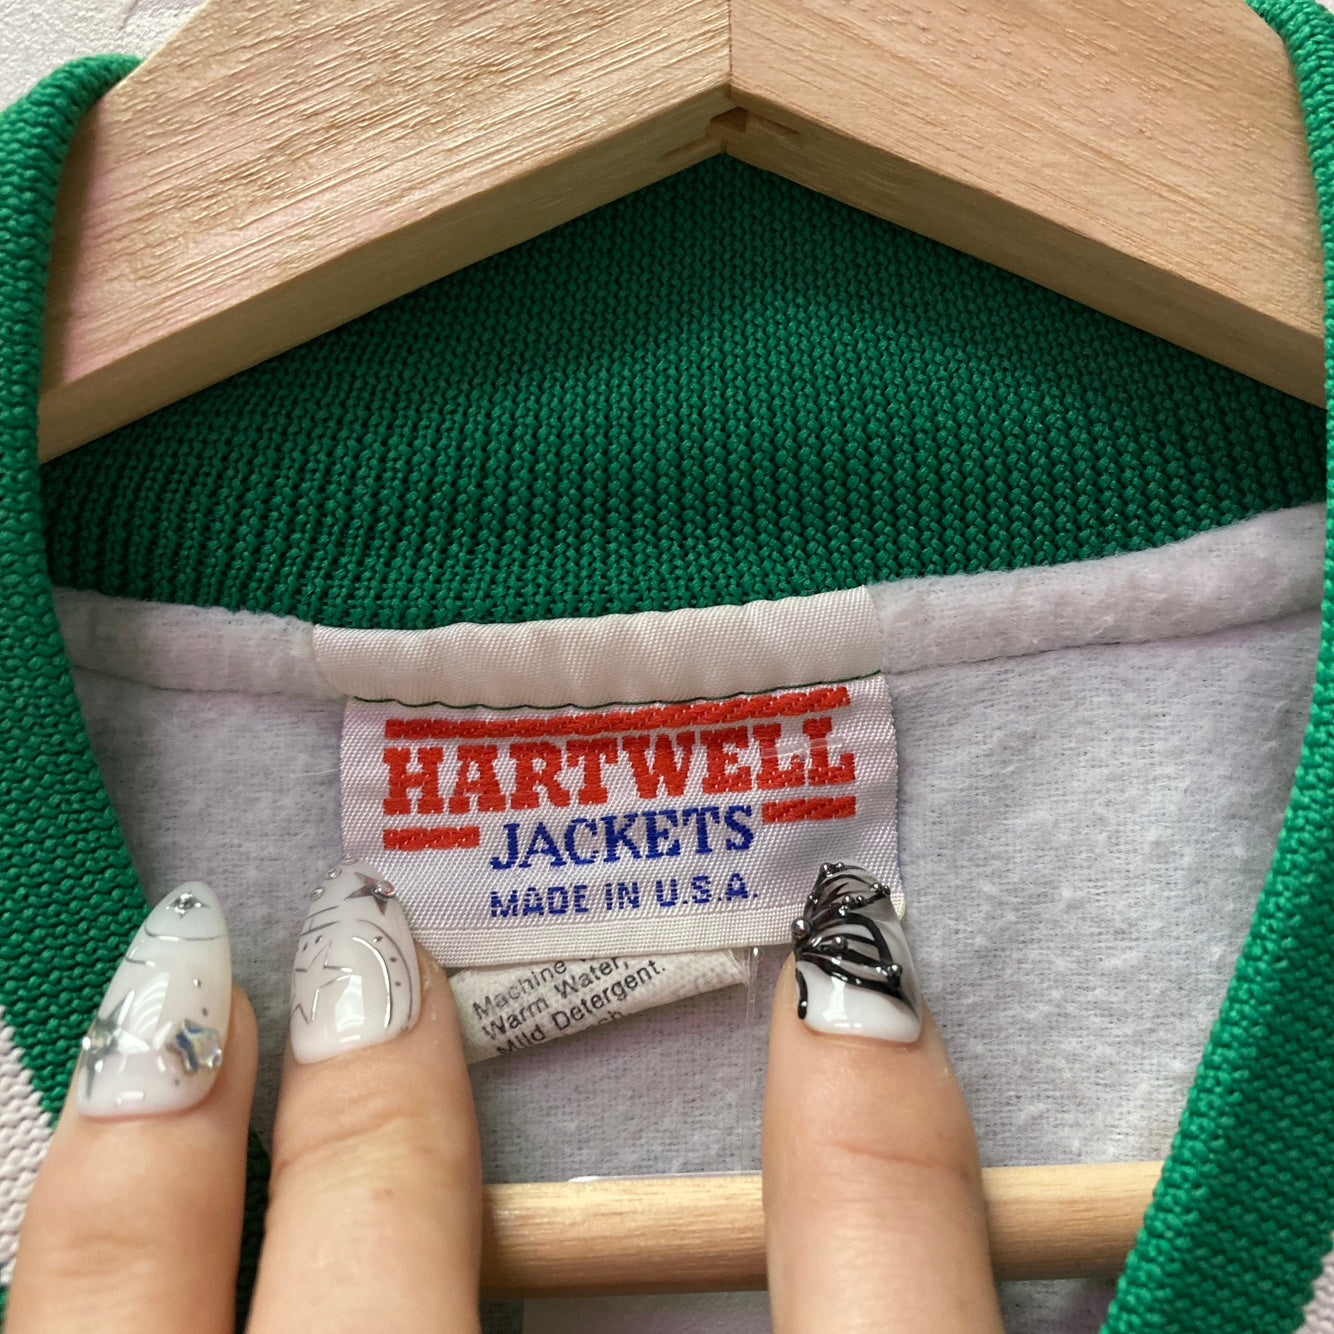 HARTWELL
JACKETS
MADE IN U.S.A.
Machine
Warm Water,
Mild Detergent.